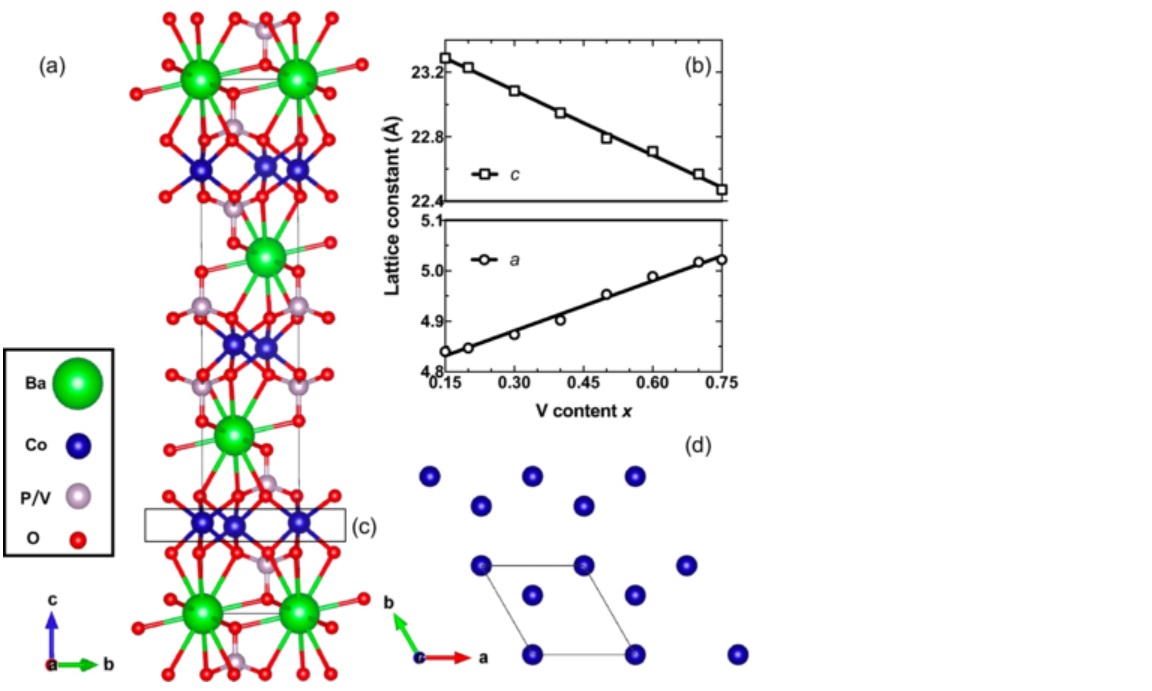 (a)
Ba
Co
P/V
O
c
a b
(c)
Lattice constant (Å)
23.2
22.8
22.4
c
(b)
5.1
5.0
4.9
4.8
a
0.15 0.30 0.45 0.60 0.75
V content x
(d)
b
c a